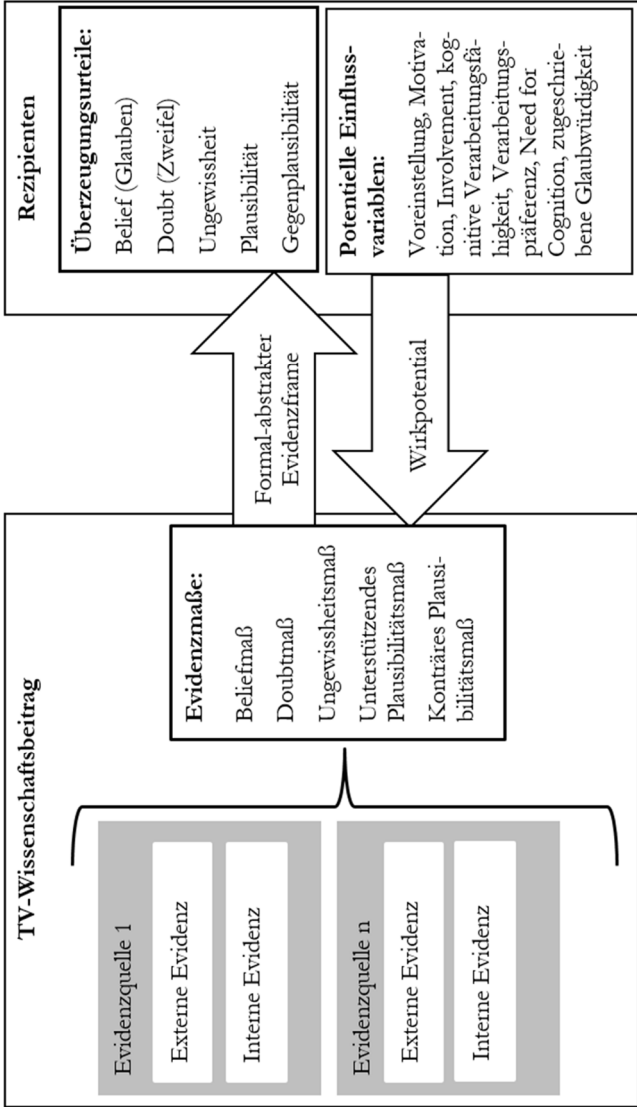 TV-Wissenschaftsbeitrag
Evidenzquelle 1
Externe Evidenz
Interne Evidenz
Evidenzquelle n
Externe Evidenz
Interne Evidenz
Evidenzmaße:
Beliefmaß
Doubtmaß
Ungewissheitsmaß
Unterstützendes
Plausibilitätsmaß
Konträres Plausi-
bilitätsmaß
Formal-abstrakter
Evidenzframe
Wirkpotential
Rezipienten
Überzeugungsurteile:
Belief (Glauben)
Doubt (Zweifel)
Ungewissheit
Plausibilität
Gegenplausibilität
Potentielle Einfluss-
variablen:
Voreinstellung, Motiva-
tion, Involvement, kog-
nitive Verarbeitungsfä-
higkeit, Verarbeitungs-
präferenz, Need for
Cognition, zugeschrie-
bene Glaubwürdigkeit